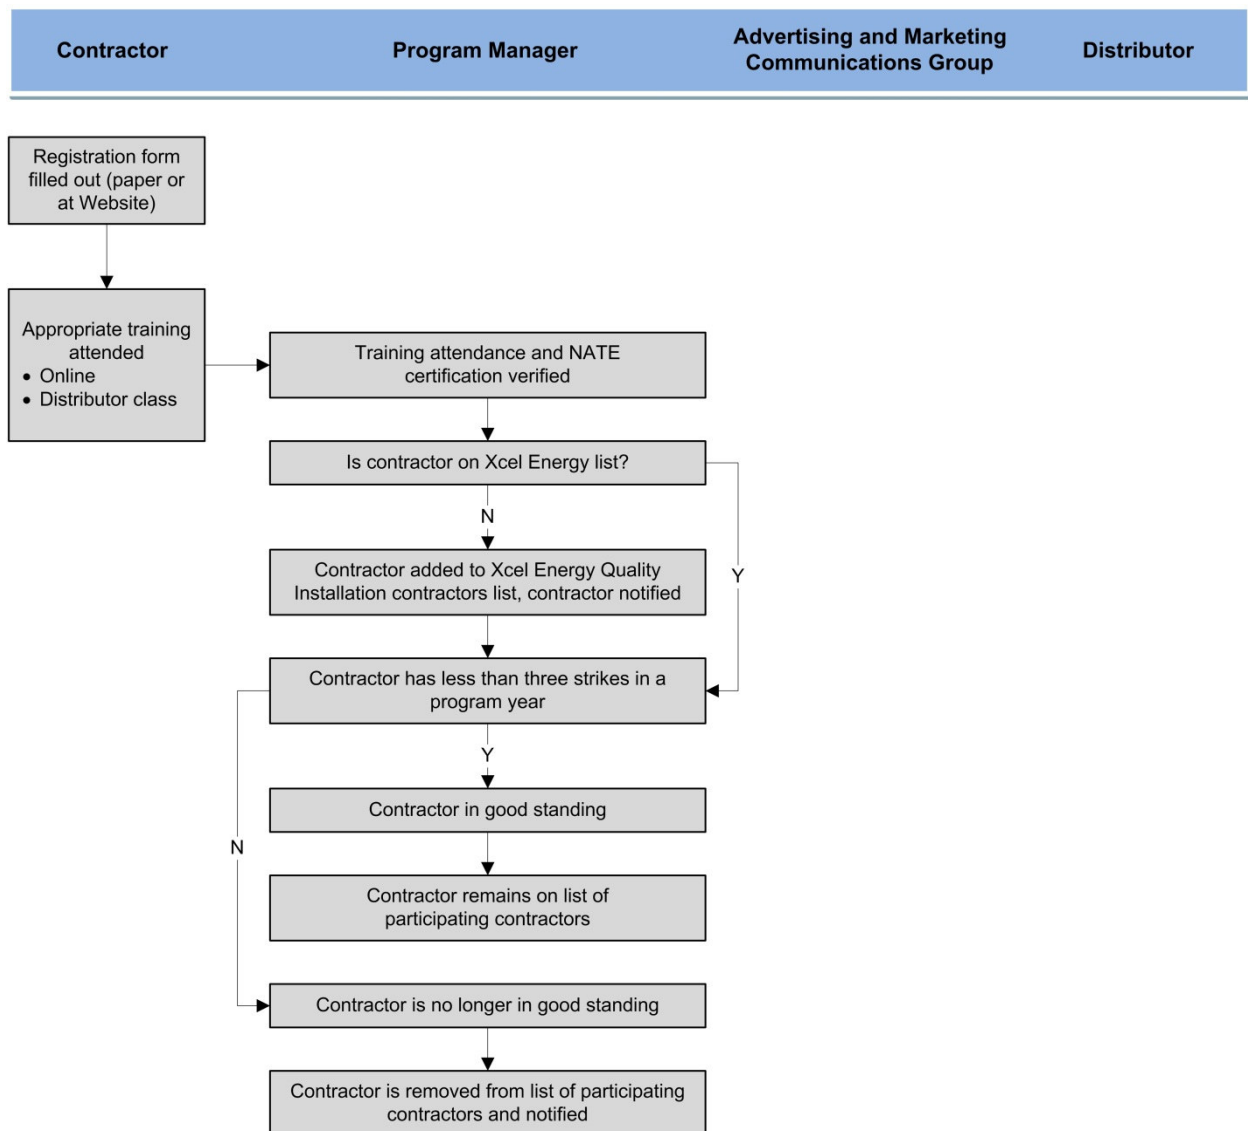 Contractor
Program Manager
Advertising and Marketing
Communications Group
Distributor
Registration form
filled out (paper or
at Website)
Appropriate training
attended
• Online
• Distributor class
Training attendance and NATE
certification verified
Is contractor on Xcel Energy list?
N
Y
Contractor added to Xcel Energy Quality
Installation contractors list, contractor notified
Contractor has less than three strikes in a
program year
Y
N
Contractor in good standing
Contractor remains on list of
participating contractors
Contractor is no longer in good standing
Contractor is removed from list of participating
contractors and notified